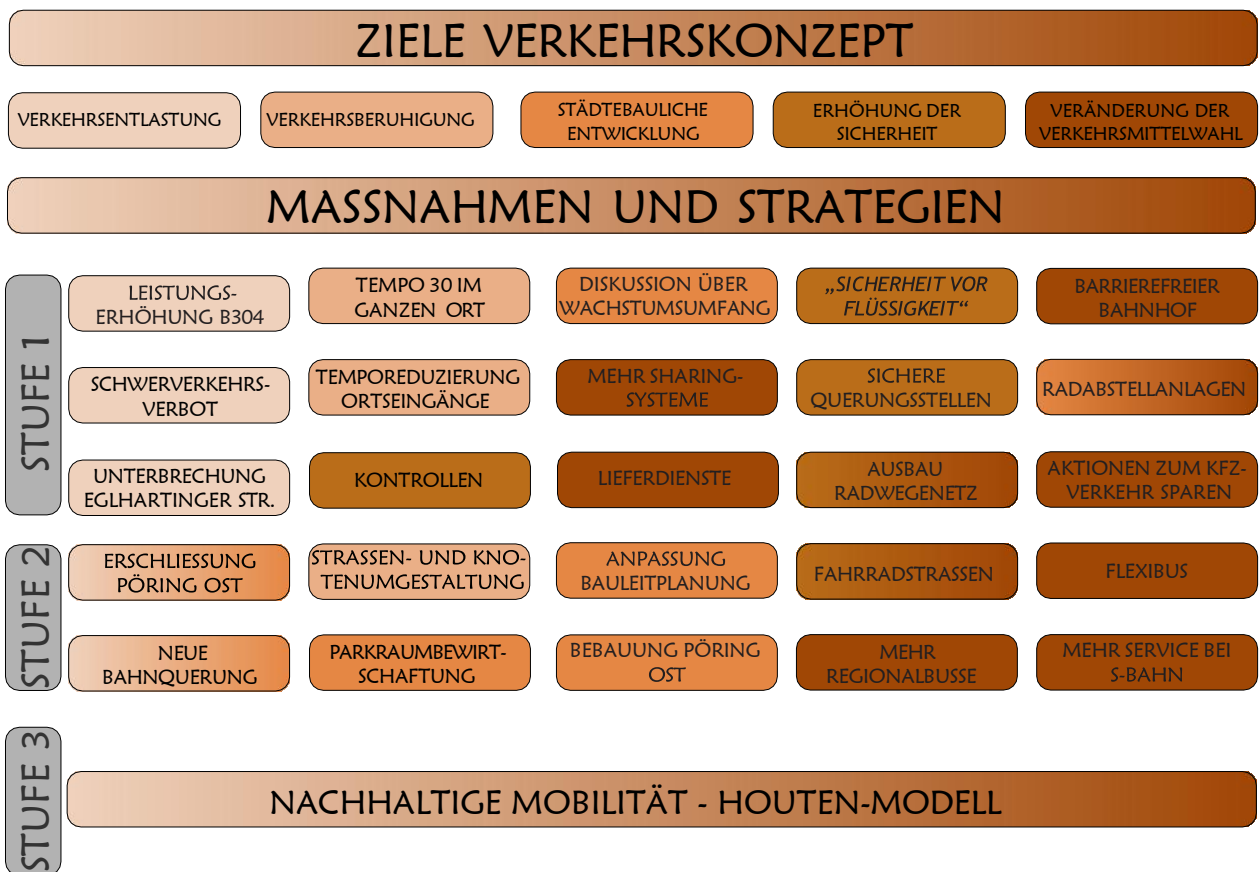 ZIELE VERKEHRSKONZEPT
VERKEHRSENTLASTUNG
VERKEHRSBERUHIGUNG
STÄDTEBAULICHE
ENTWICKLUNG
ERHÖHUNG DER
SICHERHEIT
VERÄNDERUNG DER
VERKEHRSMITTELWAHL
MASSNAHMEN UND STRATEGIEN
STUFE 1
LEISTUNGS-
ERHÖHUNG B304
TEMPO 30 IM
GANZEN ORT
DISKUSSION ÜBER
WACHSTUMSUMFANG
„SICHERHEIT VOR
FLÜSSIGKEIT“
BARRIEREFREIER
BAHNHOF
SCHWERVERKEHRS-
VERBOT
TEMPOREDUZIERUNG
ORTSEINGÄNGE
MEHR SHARING-
SYSTEME
SICHERE
QUERUNGSSTELLEN
RADABSTELLANLAGEN
UNTERBRECHUNG
EGLHARTINGER STR.
KONTROLLEN
LIEFERDIENSTE
AUSBAU
RADWEGENETZ
AKTIONEN ZUM KFZ-
VERKEHR SPAREN
STUFE 2
ERSCHLIESSUNG
PÖRING OST
STRASSEN- UND KNO-
TENUMGESTALTUNG
ANPASSUNG
BAULEITPLANUNG
FAHRRADSTRASSEN
FLEXIBUS
NEUE
BAHNQUERUNG
PARKRAUMBEWIRT-
SCHAFTUNG
BEBAUUNG PÖRING
OST
MEHR
REGIONALBUSSE
MEHR SERVICE BEI
S-BAHN
STUFE 3
NACHHALTIGE MOBILITÄT - HOUTEN-MODELL